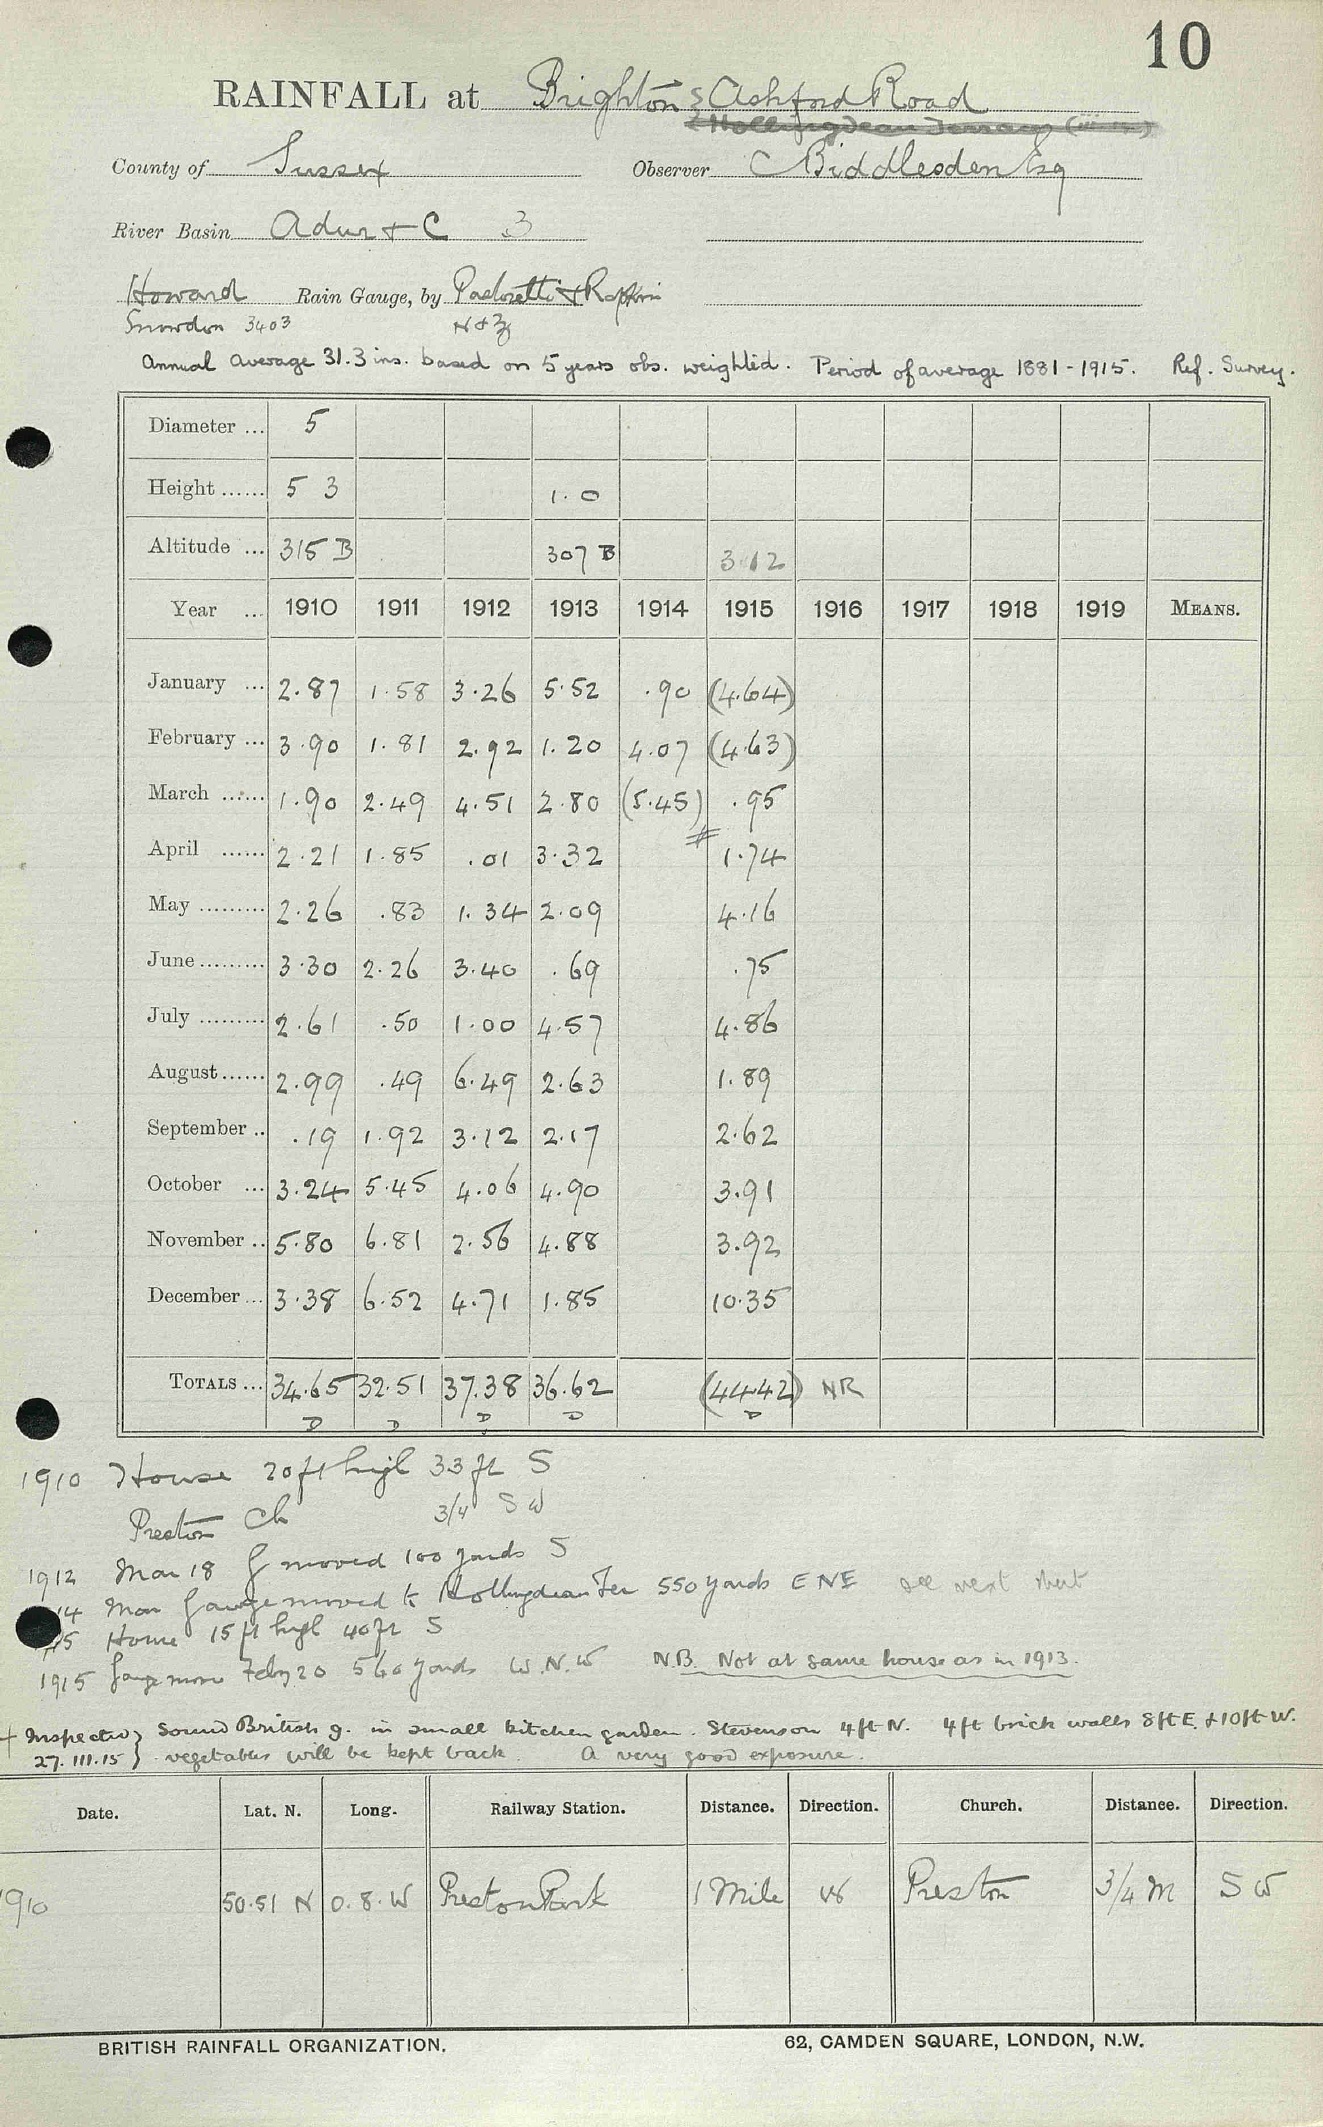 10
RAINFALL at Brighton { Ashford Road
Hollingdean Terrace
County of Sussex Observer C Biddlesden Esq
River Basin Adur + C 3
Howard Rain Gauge, by Pastorelli + Rapkin
Snowdon 3403 N + Z
Annual average 31.3 ins. based on 5 years obs. weighted. Period of average 1881-1915. Ref. Survey.
Diameter ... 5
Height ...... 5 3 1.0
Altitude ... 315 B 307 B 312
Year ... 1910 1911 1912 1913 1914 1915 1916 1917 1918 1919 MEANS.
January ... 2.87 1.58 3.26 5.52 .90 (4.64)
February ... 3.90 1.81 2.92 1.20 4.07 (4.63)
March ...... 1.90 2.49 4.51 2.80 (5.45) .95
April ...... 2.21 1.85 .01 3.32 1.74
May ......... 2.26 .83 1.34 2.09 4.16
June ......... 3.30 2.26 3.40 .69 .75
July ......... 2.61 .50 1.00 4.57 4.86
August ...... 2.99 .49 6.49 2.63 1.89
September .. .19 1.92 3.12 2.17 2.62
October ... 3.24 5.45 4.06 4.90 3.91
November .. 5.80 6.81 2.56 4.88 3.92
December ... 3.38 6.52 4.71 1.85 10.35
TOTALS ... 34.65 32.51 37.38 36.62 (44.42) NR
D D D D D
1910 House 20 ft high 33 ft S
Preston Ch 3/4 SW
1912 Mar 18 G moved 100 yards S
14 Mar Gauge moved to Hollingdean Ter 550 yards ENE see next sheet
15 Home 15 ft high 40 ft S
1915 Gauge move Feby 20 560 yards W.N.W N.B. Not at same house as in 1913.
+ Inspected } Sound British g. in small kitchen garden. Stevenson 4ft N. 4ft brick walls 8ft E. + 10ft W.
27.III.15 } vegetables will be kept back. A very good exposure.
Date. Lat. N. Long. Railway Station. Distance. Direction. Church. Distance. Direction.
1910 50.51 N 0.8.W Preston Park 1 Mile W Preston 3/4 M SW
BRITISH RAINFALL ORGANIZATION. 62, CAMDEN SQUARE, LONDON, N.W.